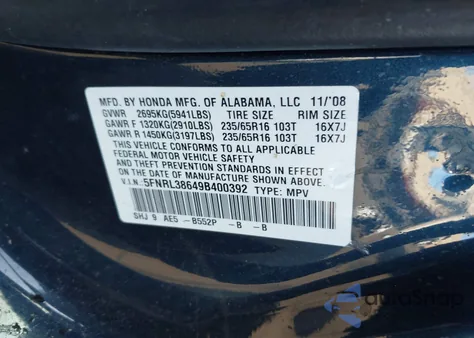 MFD. BY HONDA MFG. OF ALABAMA, LLC 11/'08
GVWR 2695KG(5941LBS) TIRE SIZE RIM SIZE
GAWR F 1320KG(2910LBS) 235/65R16 103T 16X7J
GAWR R 1450KG(3197LBS) 235/65R16 103T 16X7J
THIS VEHICLE CONFORMS TO ALL APPLICABLE
FEDERAL MOTOR VEHICLE SAFETY AND THEFT
PREVENTION STANDARDS IN EFFECT ON THE
DATE OF MANUFACTURE SHOWN ABOVE.
V.I.N: 5FNRL38649B400392 TYPE: MPV
SHJ 9 AE5 -B552P -B -B
AutoSnap